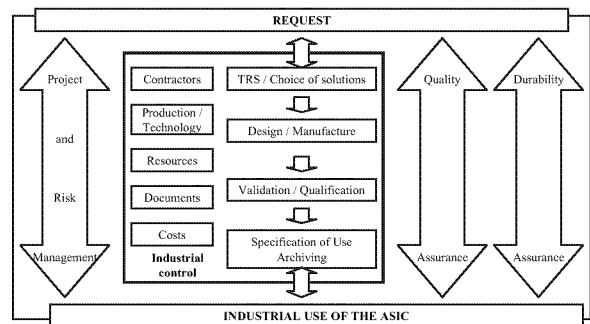 REQUEST
Project
and
Risk
Management
Contractors
Production /
Technology
Resources
Documents
Costs
Industrial
control
TRS / Choice of solutions
Design / Manufacture
Validation / Qualification
Specification of Use
Archiving
Quality
Assurance
Durability
Assurance
INDUSTRIAL USE OF THE ASIC